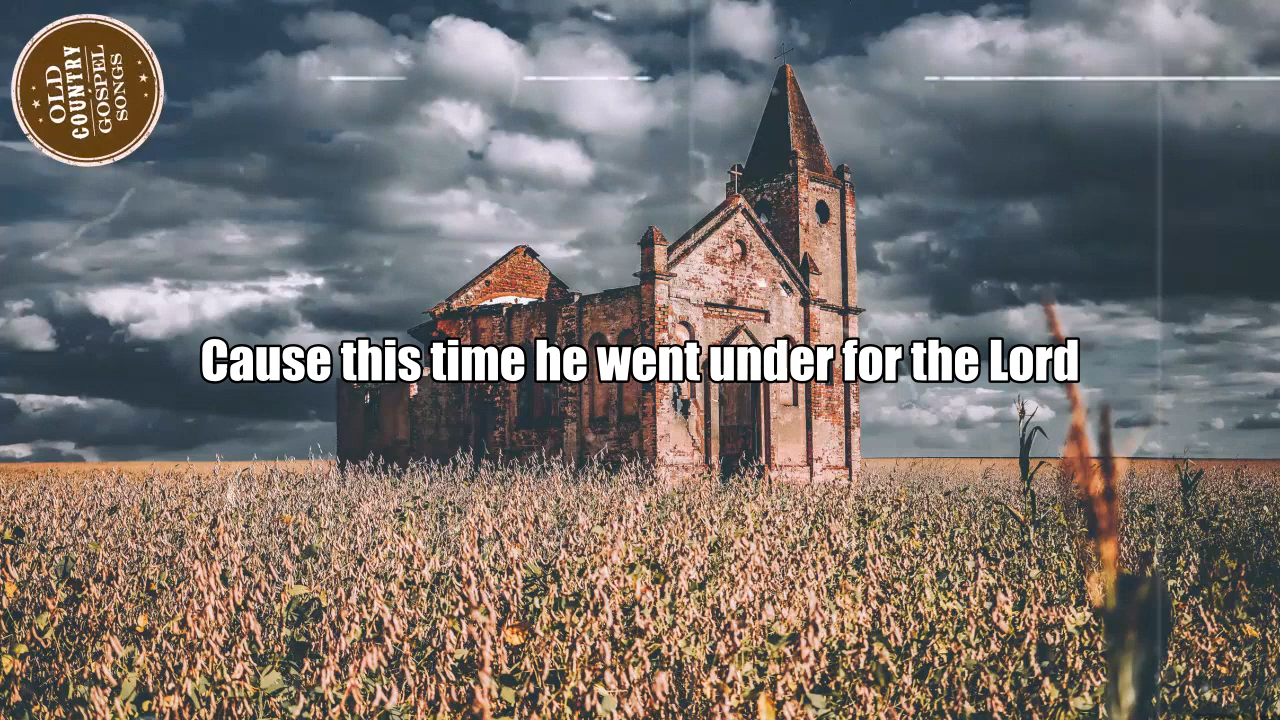 OLD
COUNTRY
GOSPEL
SONGS
Cause this time he went under for the Lord